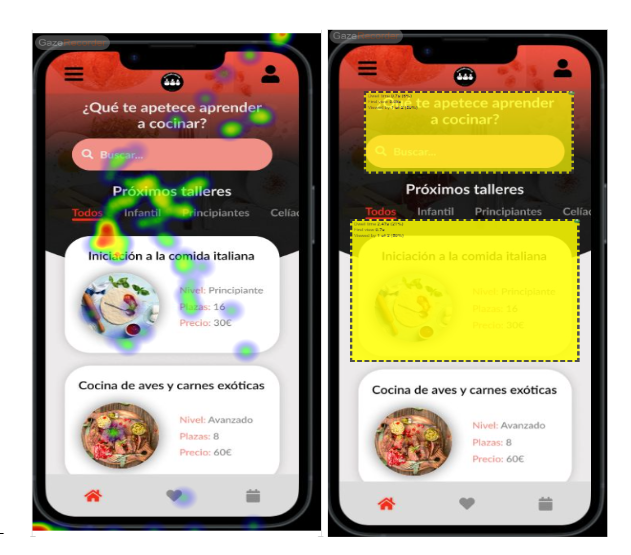 Gaze
¿Qué te apetece aprender
a cocinar?
Buscar...
Próximos talleres
Todos Infantil Principiantes Celíac
Iniciación a la comida italiana
Nivel: Principiante
Plazas: 16
Precio: 30€
Cocina de aves y carnes exóticas
Nivel: Avanzado
Plazas: 8
Precio: 60€
Gaze
te apetece aprender
a cocinar?
Buscar...
Próximos talleres
Todos Infantil Principiantes Celíac
Iniciación a la comida italiana
Nivel: Principiante
Plazas: 16
Precio: 30€
Cocina de aves y carnes exóticas
Nivel: Avanzado
Plazas: 8
Precio: 60€